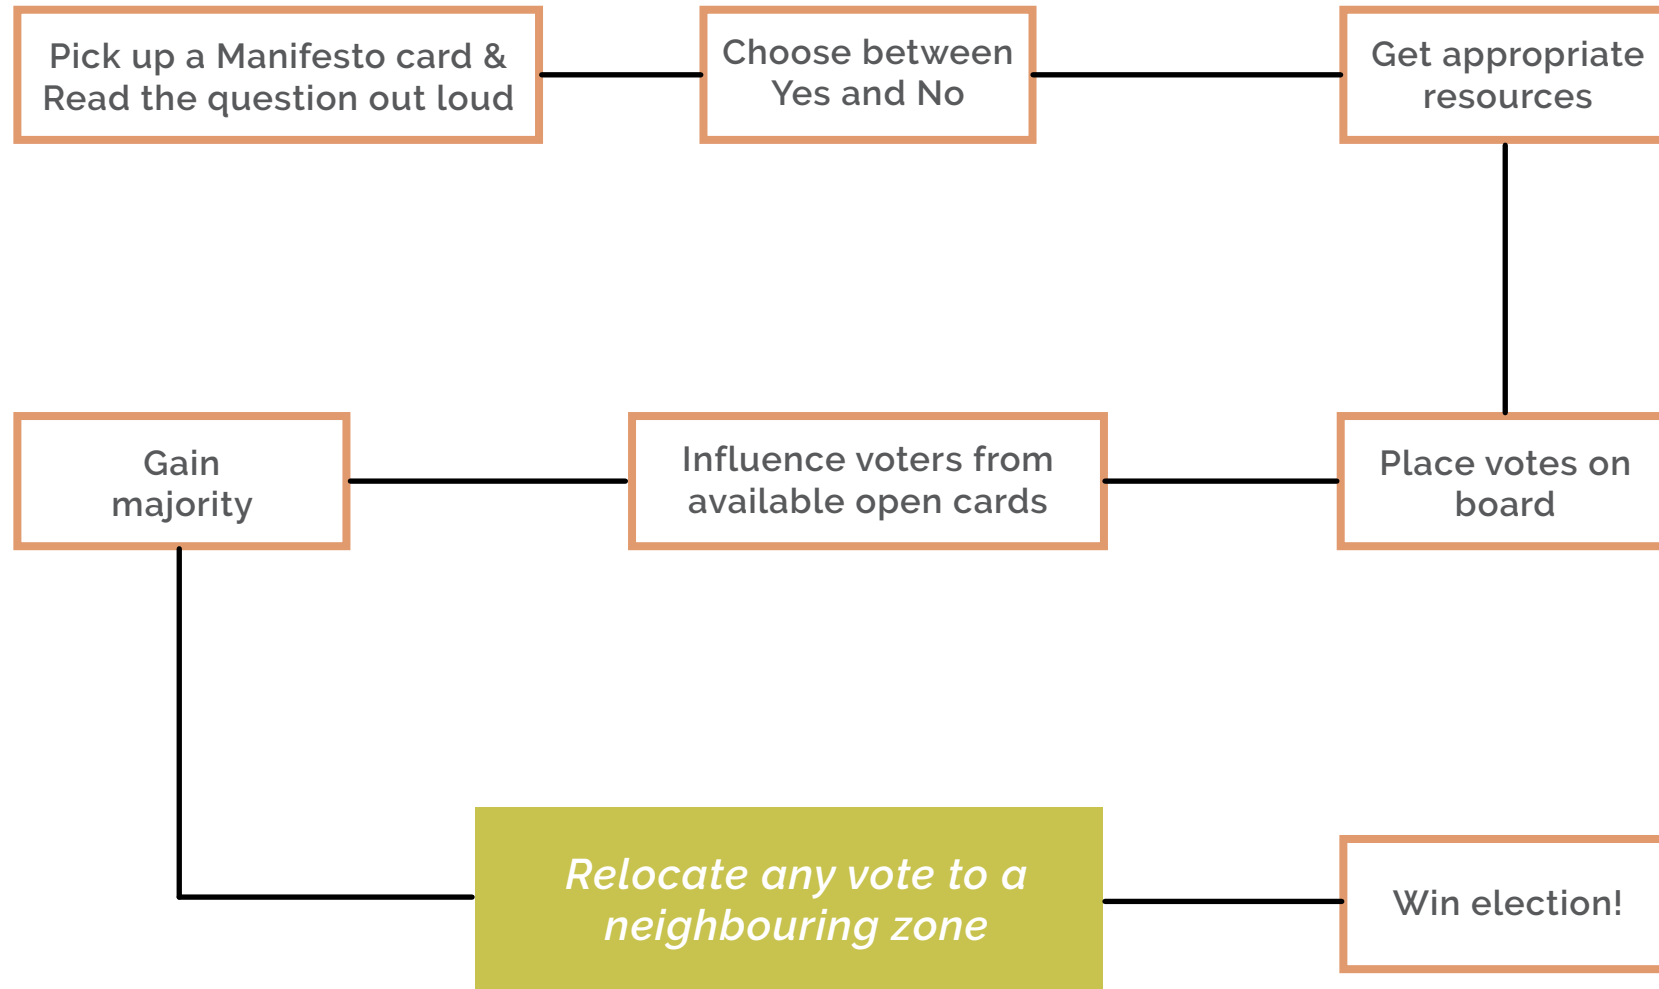 Pick up a Manifesto card &
Read the question out loud
Choose between
Yes and No
Get appropriate
resources
Place votes on
board
Influence voters from
available open cards
Gain
majority
Relocate any vote to a
neighbouring zone
Win election!